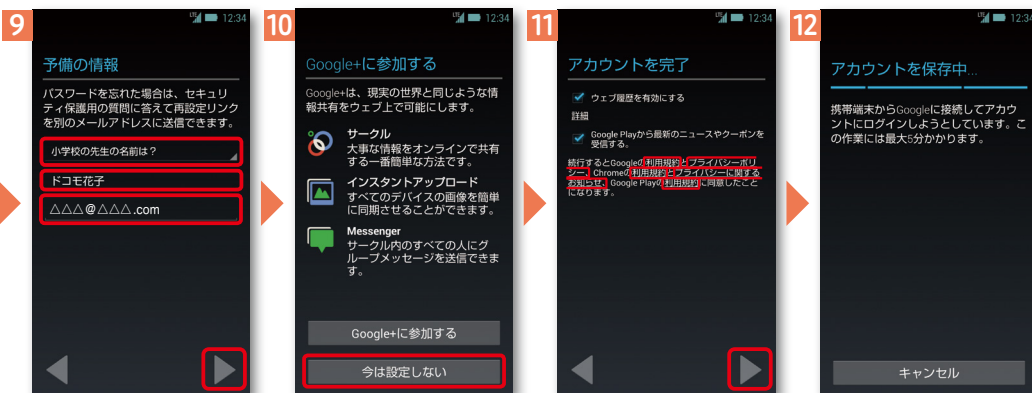 9
LTE 12:34
予備の情報
パスワードを忘れた場合は、セキュリ
ティ保護用の質問に答えて再設定リンク
を別のメールアドレスに送信できます。
小学校の先生の名前は？
ドコモ花子
△△△@△△△.com
10
LTE 12:34
Google+に参加する
Google+は、現実の世界と同じような情
報共有をウェブ上で可能にします。
サークル
大事な情報をオンラインで共有
する一番簡単な方法です。
インスタントアップロード
すべてのデバイスの画像を簡単
に同期させることができます。
Messenger
サークル内のすべての人にグ
ループメッセージを送信できま
す。
Google+に参加する
今は設定しない
11
LTE 12:34
アカウントを完了
ウェブ履歴を有効にする
詳細
Google Playから最新のニュースやクーポンを
受信する。
続行するとGoogleの利用規約とプライバシーポリ
シー、Chromeの利用規約とプライバシーに関する
お知らせ、Google Playの利用規約に同意したこと
になります。
12
LTE 12:34
アカウントを保存中...
携帯端末からGoogleに接続してアカウ
ントにログインしようとしています。こ
の作業には最大5分かかります。
キャンセル